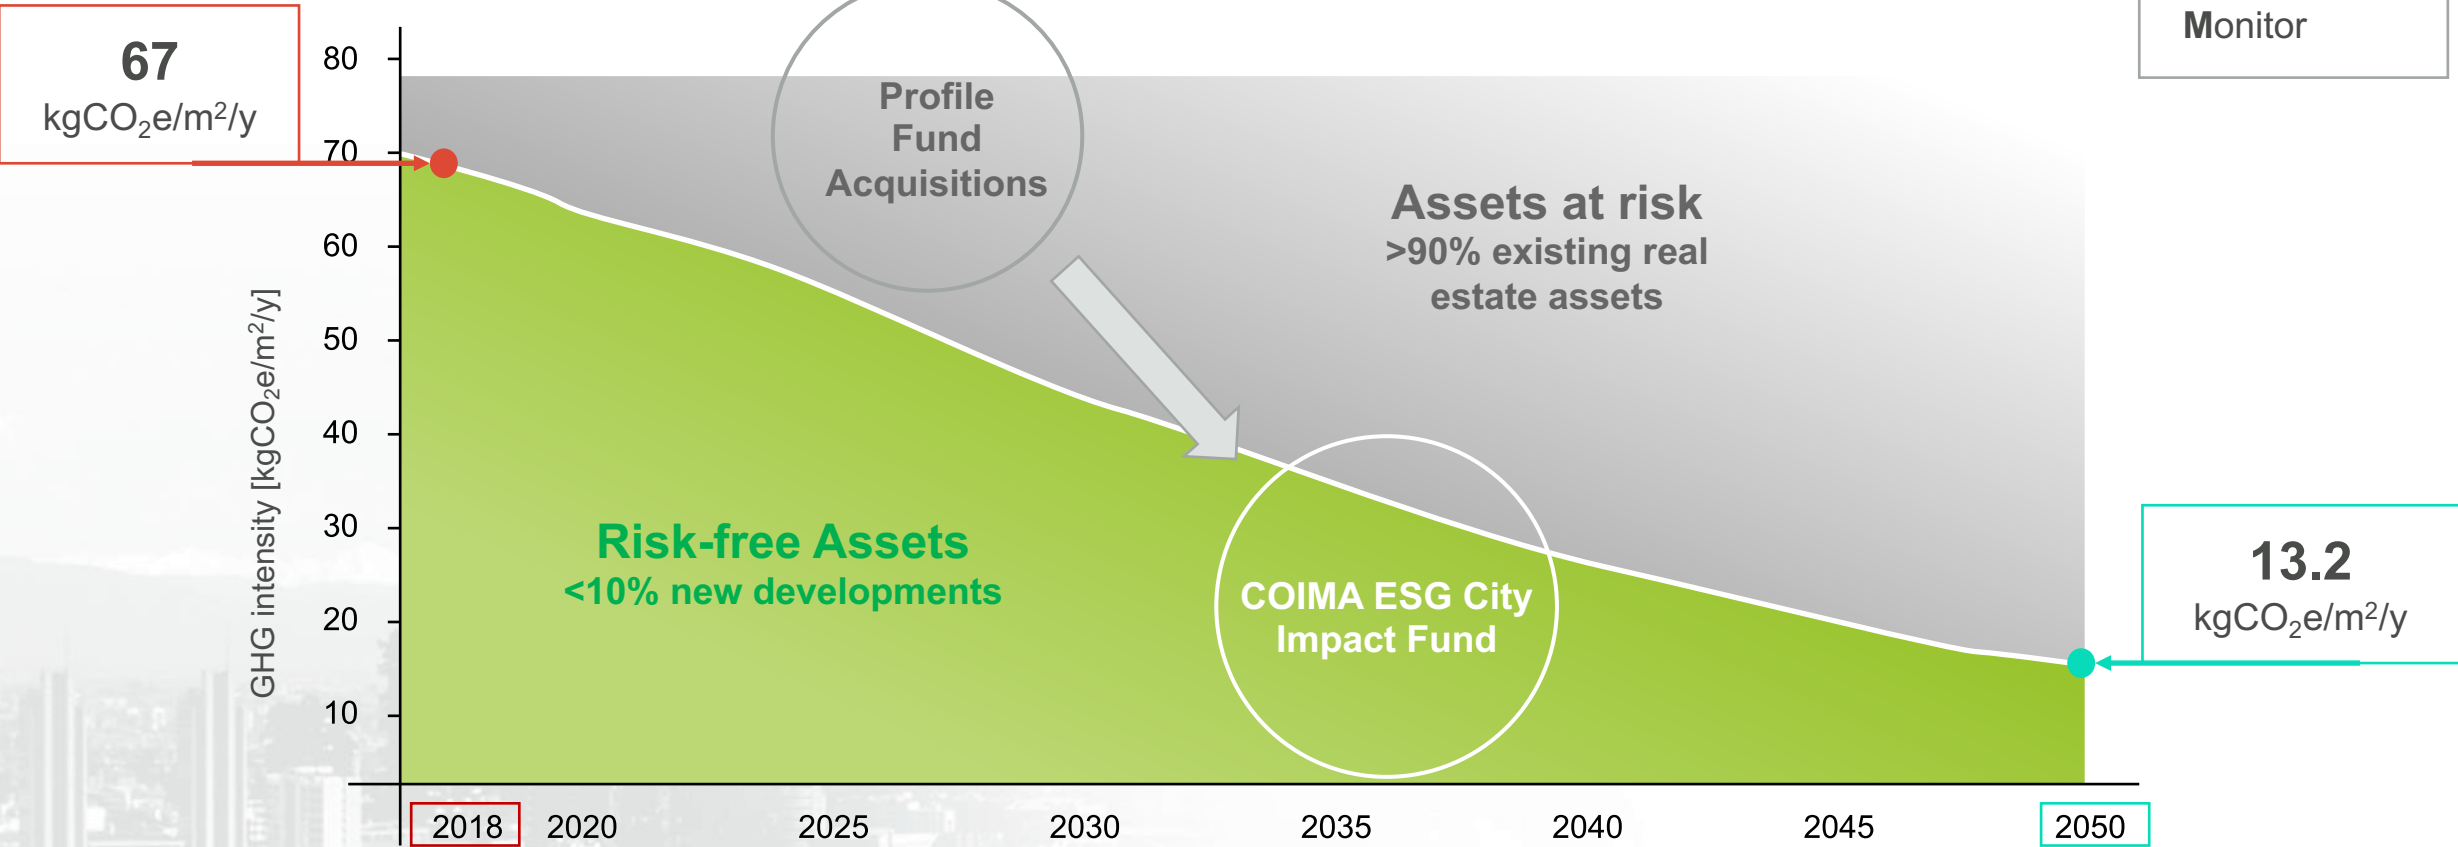 Monitor
67
kgCO₂e/m²/y
80
70
60
50
40
30
20
10
GHG intensity [kgCO₂e/m²/y]
Profile
Fund
Acquisitions
Assets at risk
>90% existing real
estate assets
Risk-free Assets
<10% new developments
COIMA ESG City
Impact Fund
13.2
kgCO₂e/m²/y
2018 2020 2025 2030 2035 2040 2045 2050